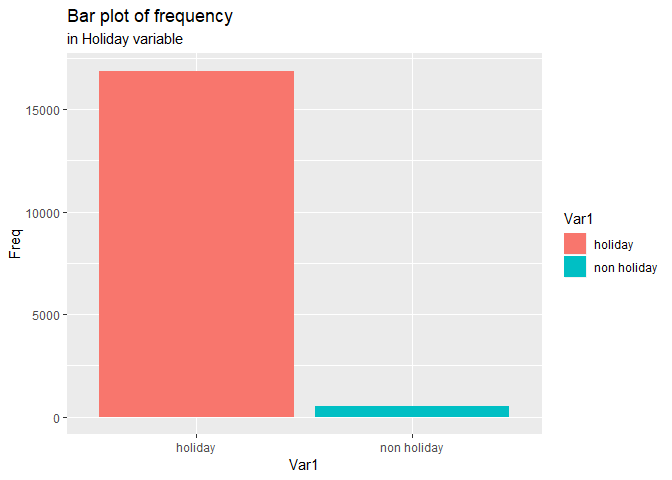 Bar plot of frequency
in Holiday variable
Freq
15000
10000
5000
0
holiday
non holiday
Var1
Var1
holiday
non holiday